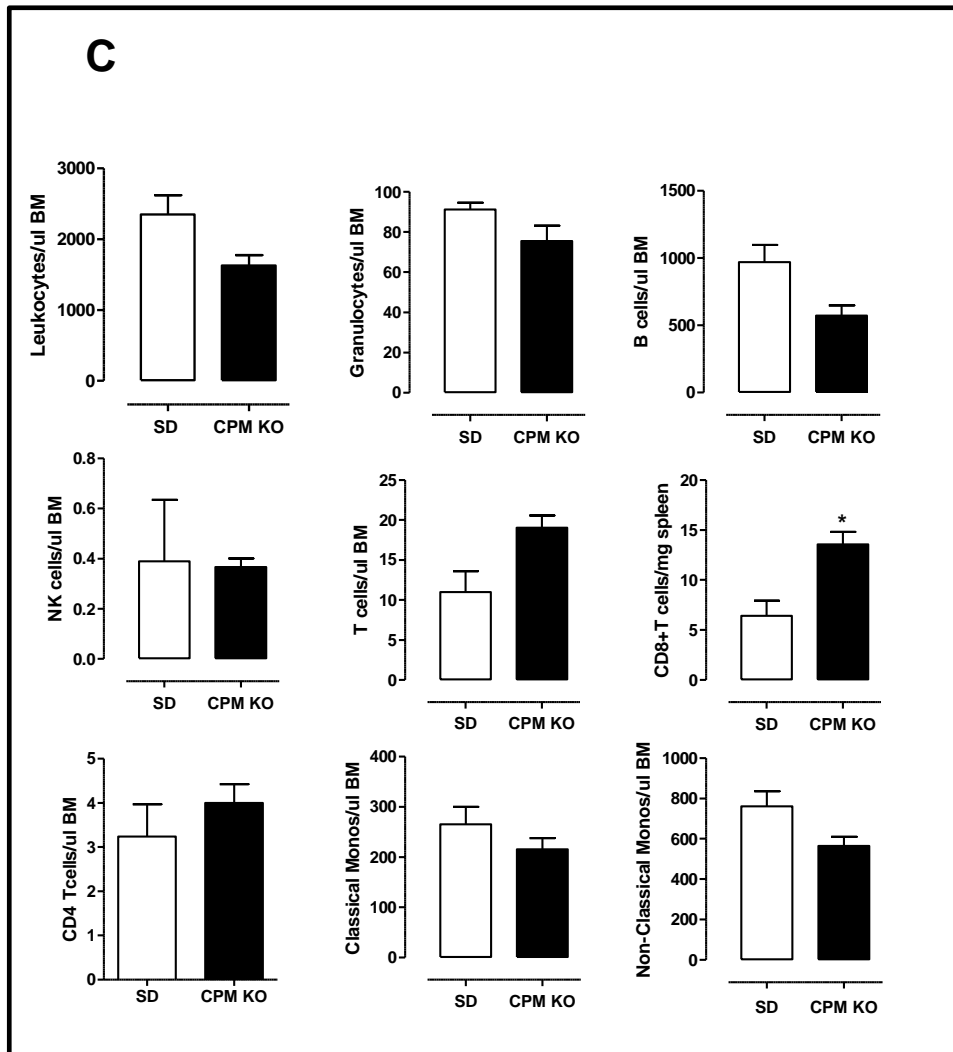 C
Leukocytes/ul BM
3000
2000
1000
0
SD CPM KO
Granulocytes/ul BM
100
80
60
40
20
0
SD CPM KO
B cells/ul BM
1500
1000
500
0
SD CPM KO
NK cells/ul BM
0.8
0.6
0.4
0.2
0.0
SD CPM KO
T cells/ul BM
25
20
15
10
5
0
SD CPM KO
CD8+T cells/mg spleen
20
15
10
5
0
*
SD CPM KO
CD4 Tcells/ul BM
5
4
3
2
1
0
SD CPM KO
Classical Monos/ul BM
400
300
200
100
0
SD CPM KO
Non-Classical Monos/ul BM
1000
800
600
400
200
0
SD CPM KO